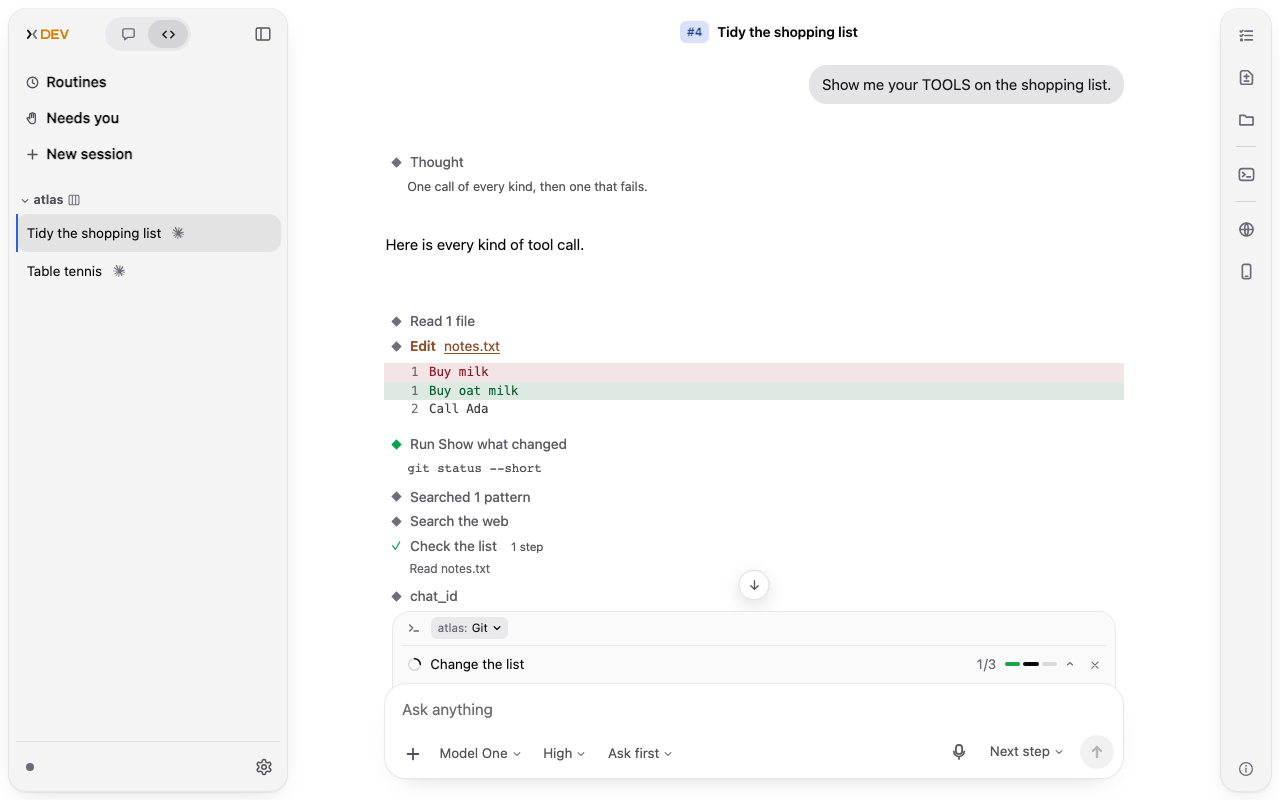 DEV
Routines
Needs you
New session
atlas
Tidy the shopping list
Table tennis
#4 Tidy the shopping list
Show me your TOOLS on the shopping list.
Thought
One call of every kind, then one that fails.
Here is every kind of tool call.
Read 1 file
Edit notes.txt
1 Buy milk
1 Buy oat milk
2 Call Ada
Run Show what changed
git status --short
Searched 1 pattern
Search the web
Check the list 1 step
Read notes.txt
chat_id
atlas: Git
Change the list 1/3
Ask anything
Model One High Ask first Next step